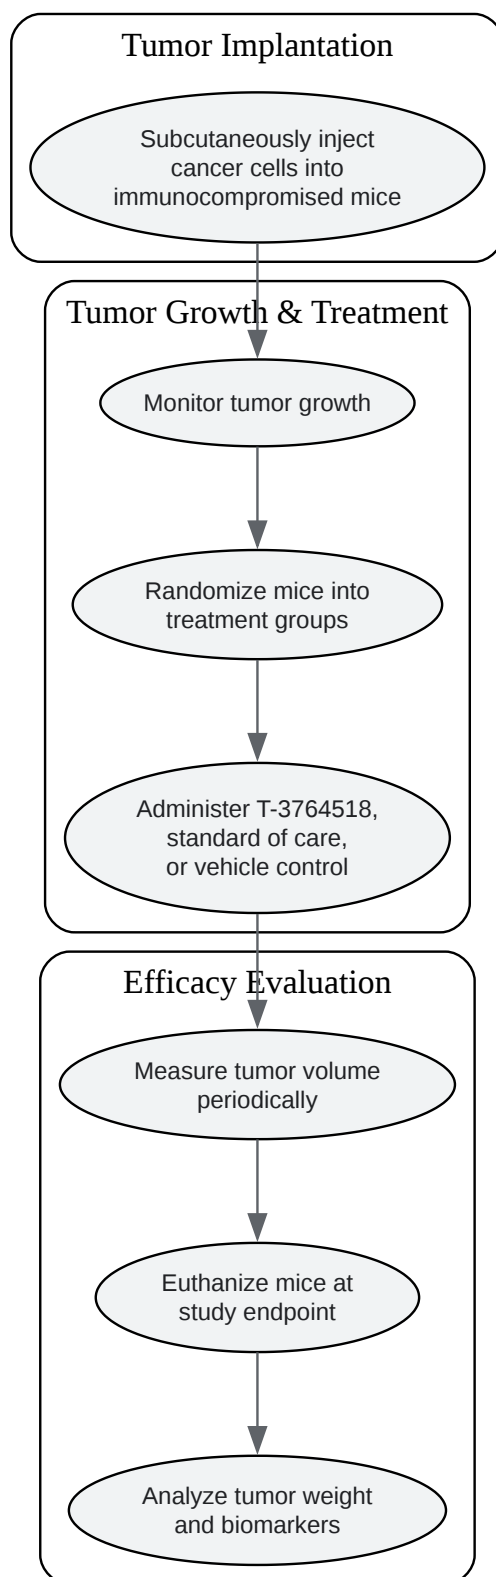 Tumor Implantation
Subcutaneously inject
cancer cells into
immunocompromised mice
Tumor Growth & Treatment
Monitor tumor growth
Randomize mice into
treatment groups
Administer T-3764518,
standard of care,
or vehicle control
Efficacy Evaluation
Measure tumor volume
periodically
Euthanize mice at
study endpoint
Analyze tumor weight
and biomarkers